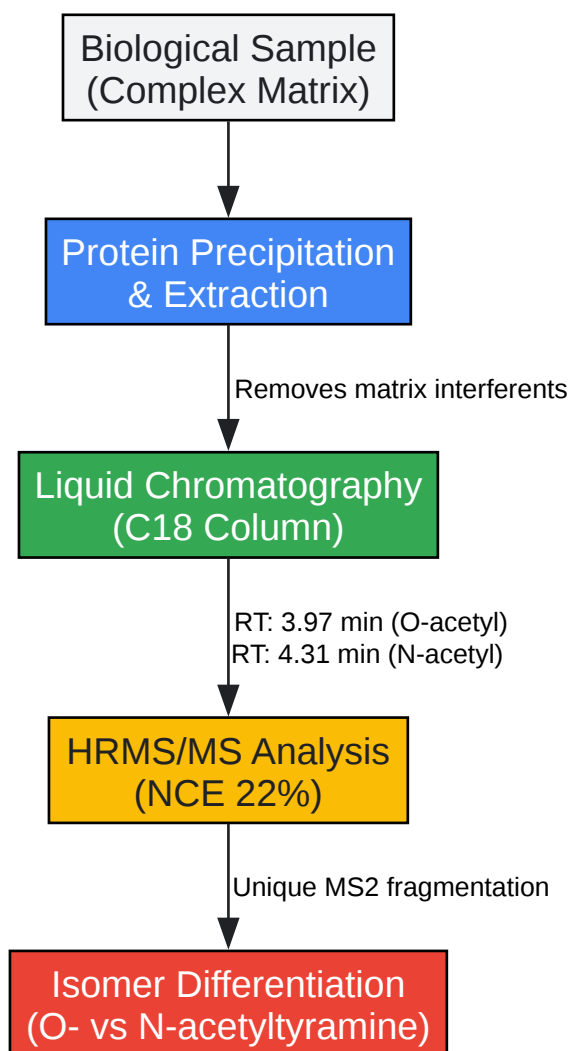 Biological Sample
(Complex Matrix)
Protein Precipitation
& Extraction
Removes matrix interferents
Liquid Chromatography
(C18 Column)
RT: 3.97 min (O-acetyl)
RT: 4.31 min (N-acetyl)
HRMS/MS Analysis
(NCE 22%)
Unique MS2 fragmentation
Isomer Differentiation
(O- vs N-acetyltyramine)